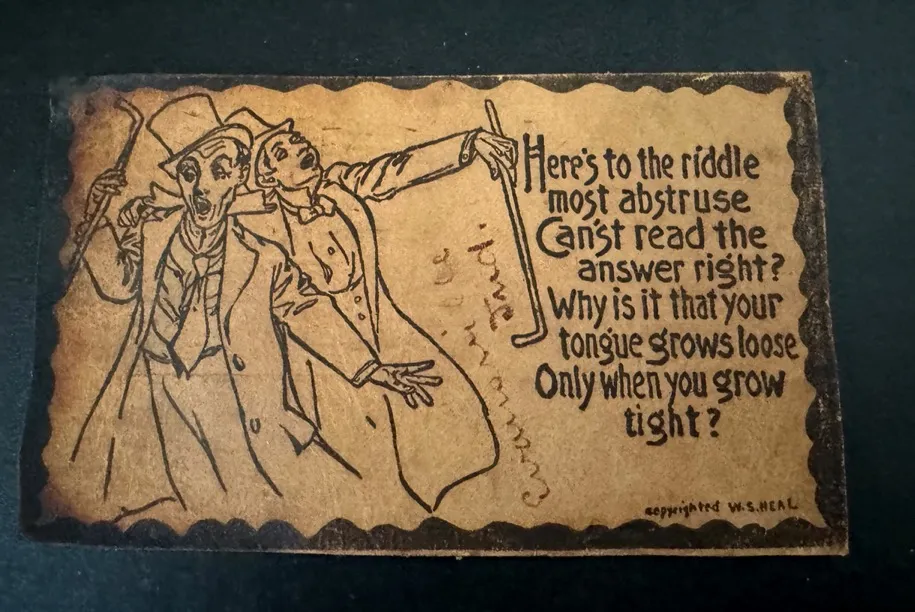 Here's to the riddle
most abstruse
Can'st read the
answer right?
Why is it that your
tongue grows loose
Only when you grow
tight?
copyrighted W.S.HEAL